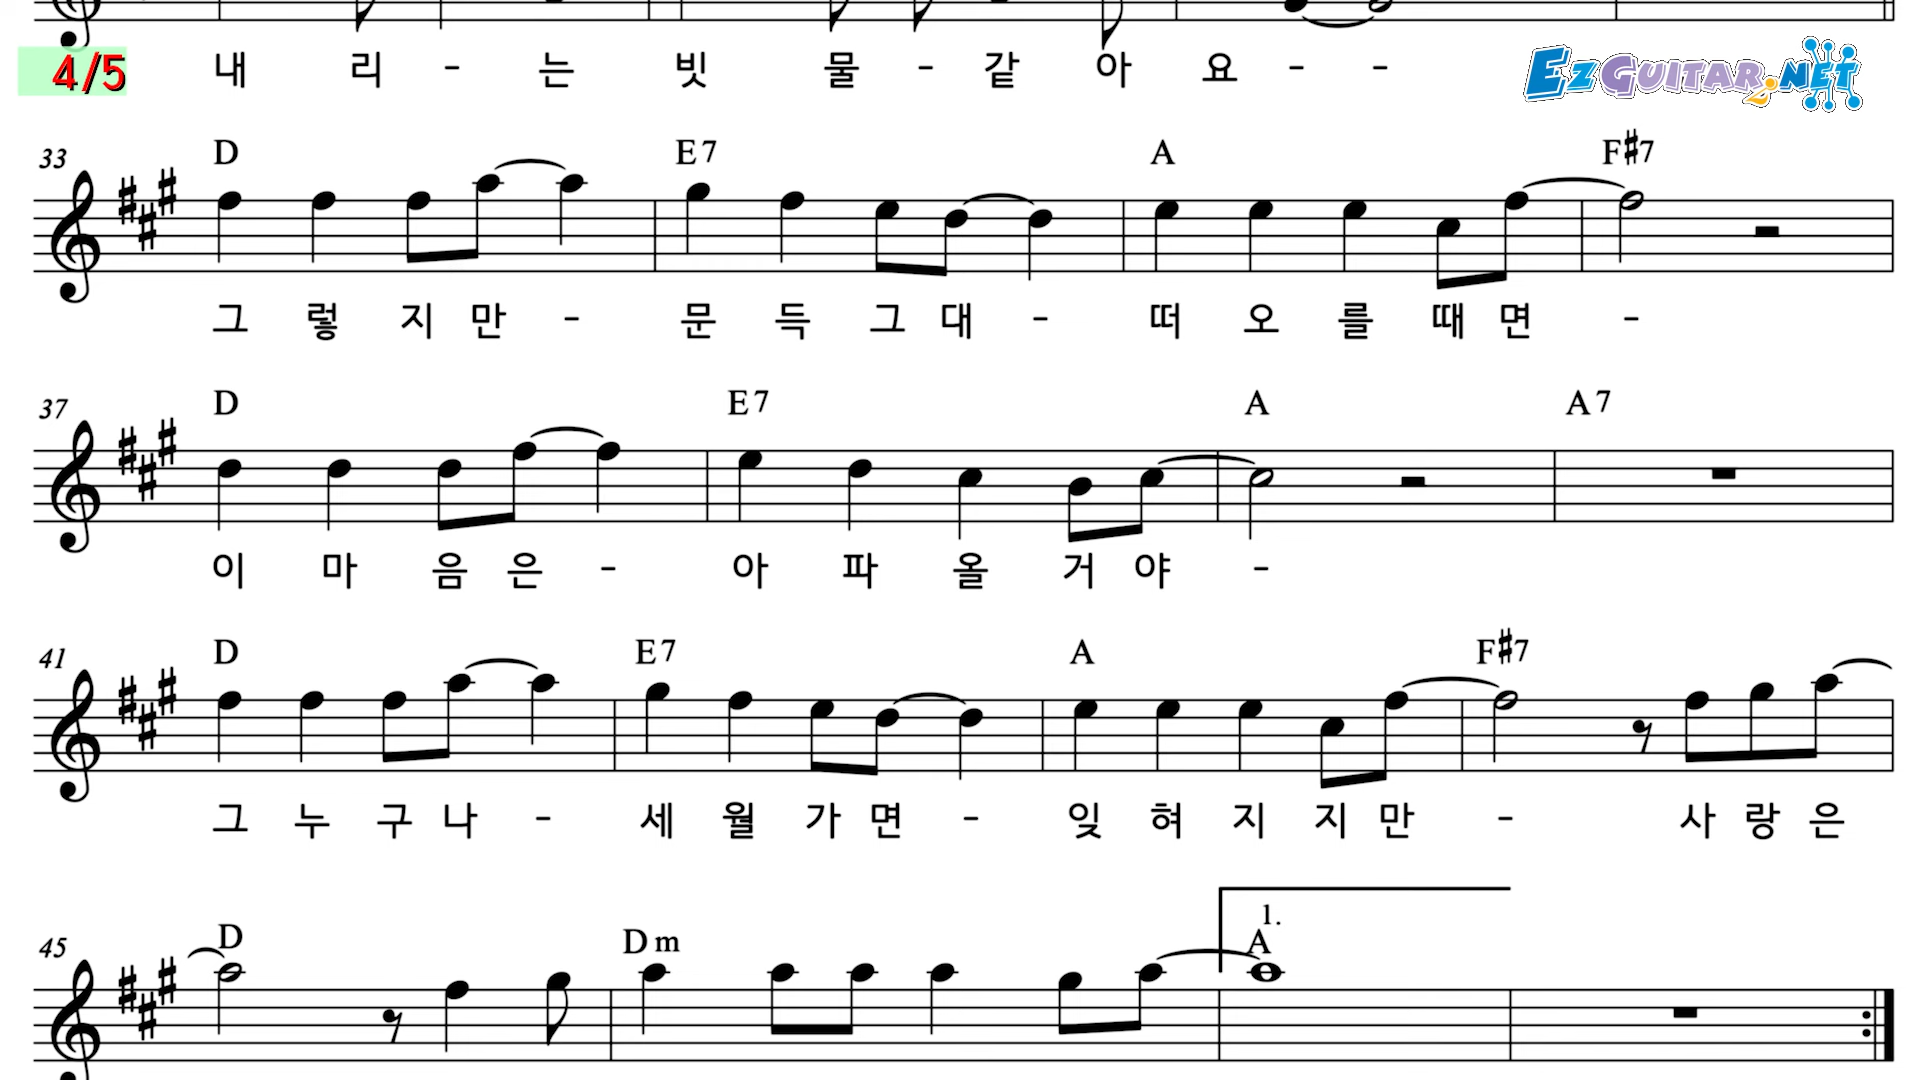 내 리 - 는 빗 물 - 같 아 요 - -
4/5
EZGUITAR2.NET
33 D E7 A F#7
그 렇 지 만 - 문 득 그 대 - 떠 오 를 때 면 -
37 D E7 A A7
이 마 음 은 - 아 파 올 거 야 -
41 D E7 A F#7
그 누 구 나 - 세 월 가 면 - 잊 혀 지 지 만 - 사 랑 은
1.
45 D Dm A